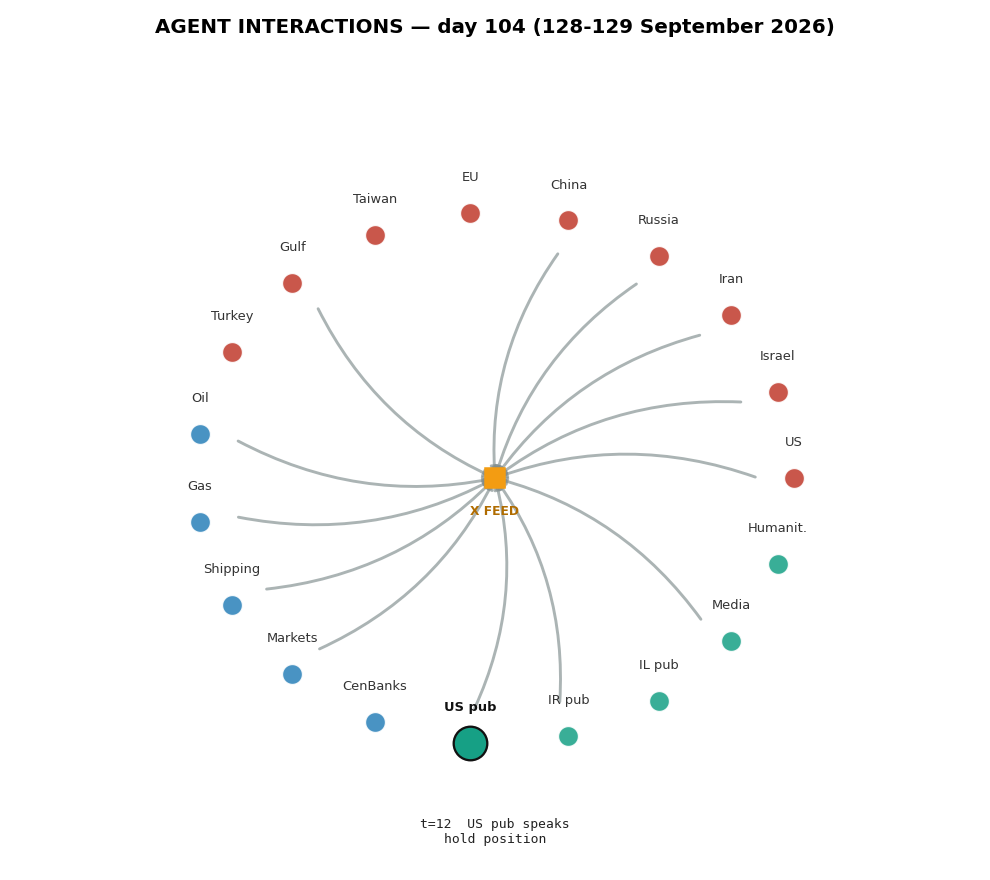 AGENT INTERACTIONS — day 104 (128-129 September 2026)
EU
China
Taiwan
Russia
Gulf
Iran
Turkey
Israel
Oil
US
Gas
X FEED
Humanit.
Shipping
Media
Markets
IL pub
CenBanks
US pub
IR pub
t=12  US pub speaks
hold position